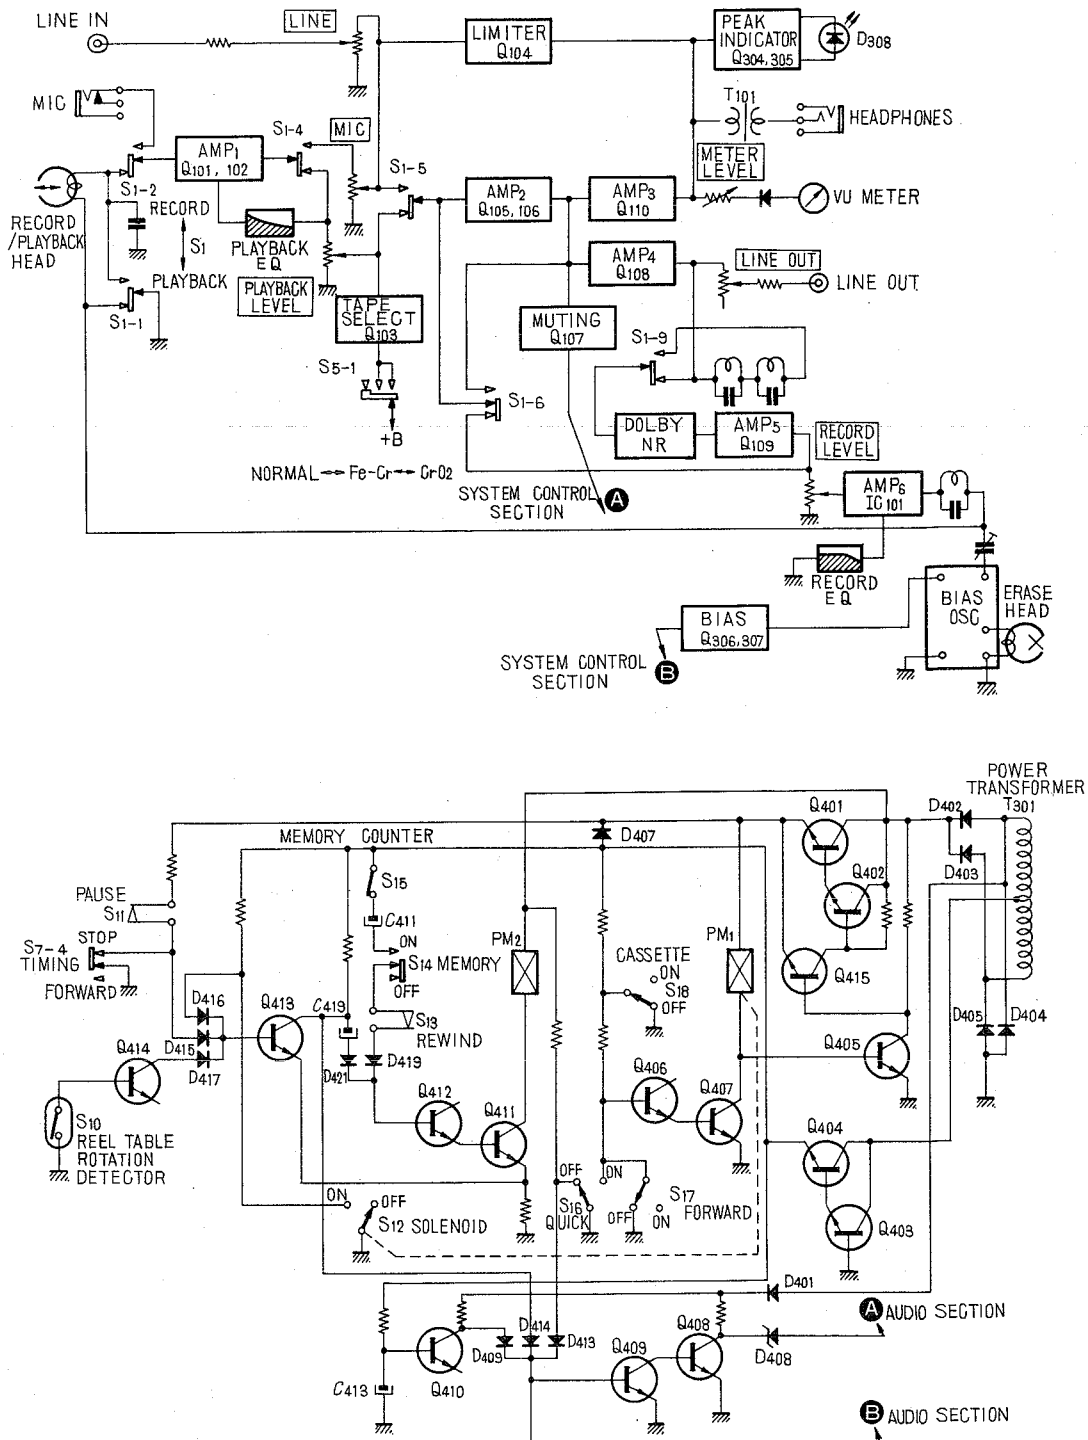 LINE IN
LINE
LIMITER
Q104
PEAK
INDICATOR
Q304, 305
D308
MIC
S1-4
MIC
T101
HEADPHONES
AMP1
Q101, 102
S1-5
METER
LEVEL
S1-2
AMP2
Q105, 106
AMP3
Q110
VU METER
RECORD
/PLAYBACK
HEAD
RECORD
S1
PLAYBACK
PLAYBACK
EQ
AMP4
Q108
LINE OUT
LINE OUT
PLAYBACK
LEVEL
S1-1
TAPE
SELECT
Q103
MUTING
Q107
S1-9
S5-1
S1-6
+B
DOLBY
NR
AMP5
Q109
RECORD
LEVEL
NORMAL ⇔ Fe-Cr ↔ CrO2
SYSTEM CONTROL
SECTION
A
AMP6
IC101
RECORD
EQ
BIAS
OSC
ERASE
HEAD
BIAS
Q306, 307
SYSTEM CONTROL
SECTION
B
POWER
TRANSFORMER
T301
Q401
D402
MEMORY COUNTER
D407
D403
Q402
S15
PAUSE
S11
C411
ON
S14 MEMORY
OFF
PM2
PM1
CASSETTE
ON
S18
OFF
S7-4
TIMING
STOP
FORWARD
Q415
D416
Q413
C419
S13
REWIND
D405
D404
D415
Q414
D417
D421
D419
Q405
Q412
Q411
Q406
Q407
S10
REEL TABLE
ROTATION
DETECTOR
Q404
ON
OFF
S12 SOLENOID
OFF
S16
QUICK
ON
OFF
S17
FORWARD
ON
Q403
D401
A AUDIO SECTION
D409
D414
D413
Q409
Q408
D408
Q410
C413
B AUDIO SECTION